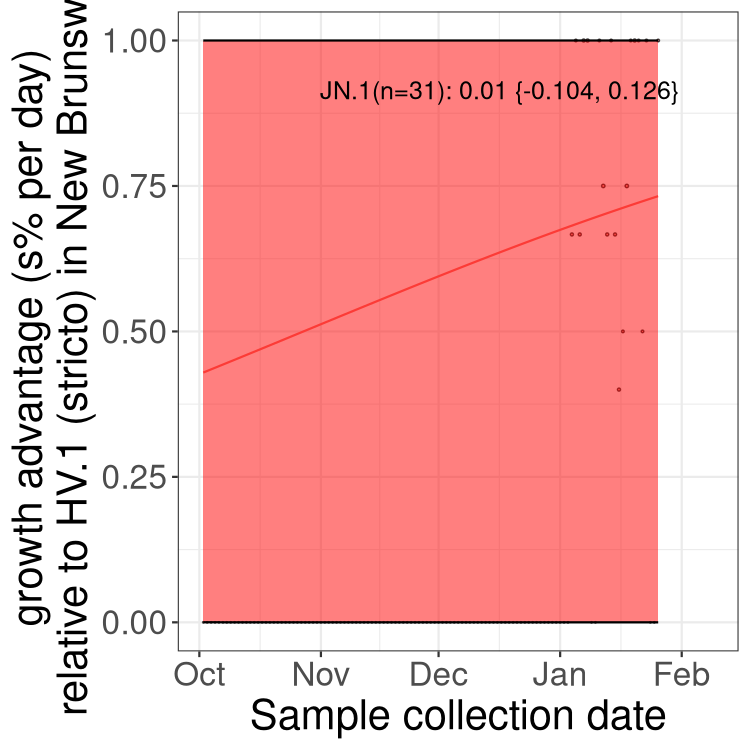 growth advantage (s% per day)
relative to HV.1 (stricto) in New Brunsw
1.00
JN.1(n=31): 0.01 {-0.104, 0.126}
0.75
0.50
0.25
0.00
Oct Nov Dec Jan Feb
Sample collection date